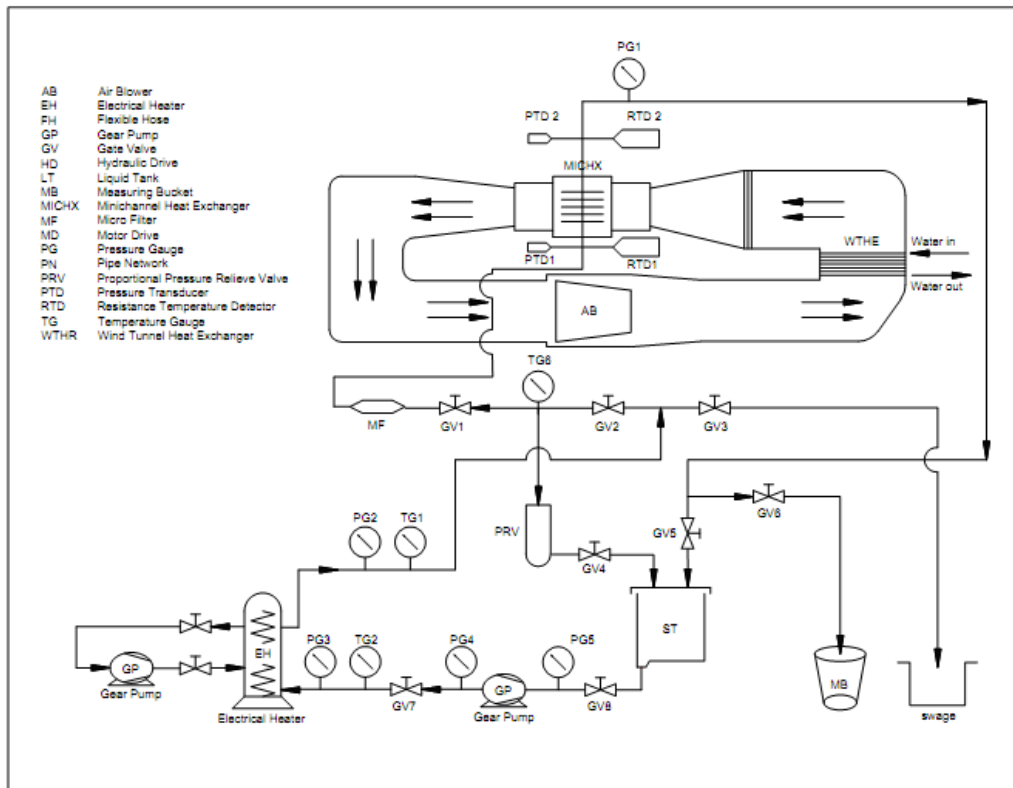 AB Air Blower
EH Electrical Heater
FH Flexible Hose
GP Gear Pump
GV Gate Valve
HD Hydraulic Drive
LT Liquid Tank
MB Measuring Bucket
MICHX Minichannel Heat Exchanger
MF Micro Filter
MD Motor Drive
PG Pressure Gauge
PN Pipe Network
PRV Proportional Pressure Relieve Valve
PTD Pressure Transducer
RTD Resistance Temperature Detector
TG Temperature Gauge
WTHR Wind Tunnel Heat Exchanger
PG1
PTD 2
RTD 2
MICHX
WTHE
Water in
Water out
PTD1
RTD1
AB
TG6
MF
GV1
GV2
GV3
PG2
TG1
PRV
GV4
GV5
GV6
ST
EH
PG3
TG2
PG4
PG5
GP
Gear Pump
GV7
GP
Gear Pump
GV8
Electrical Heater
MB
swage